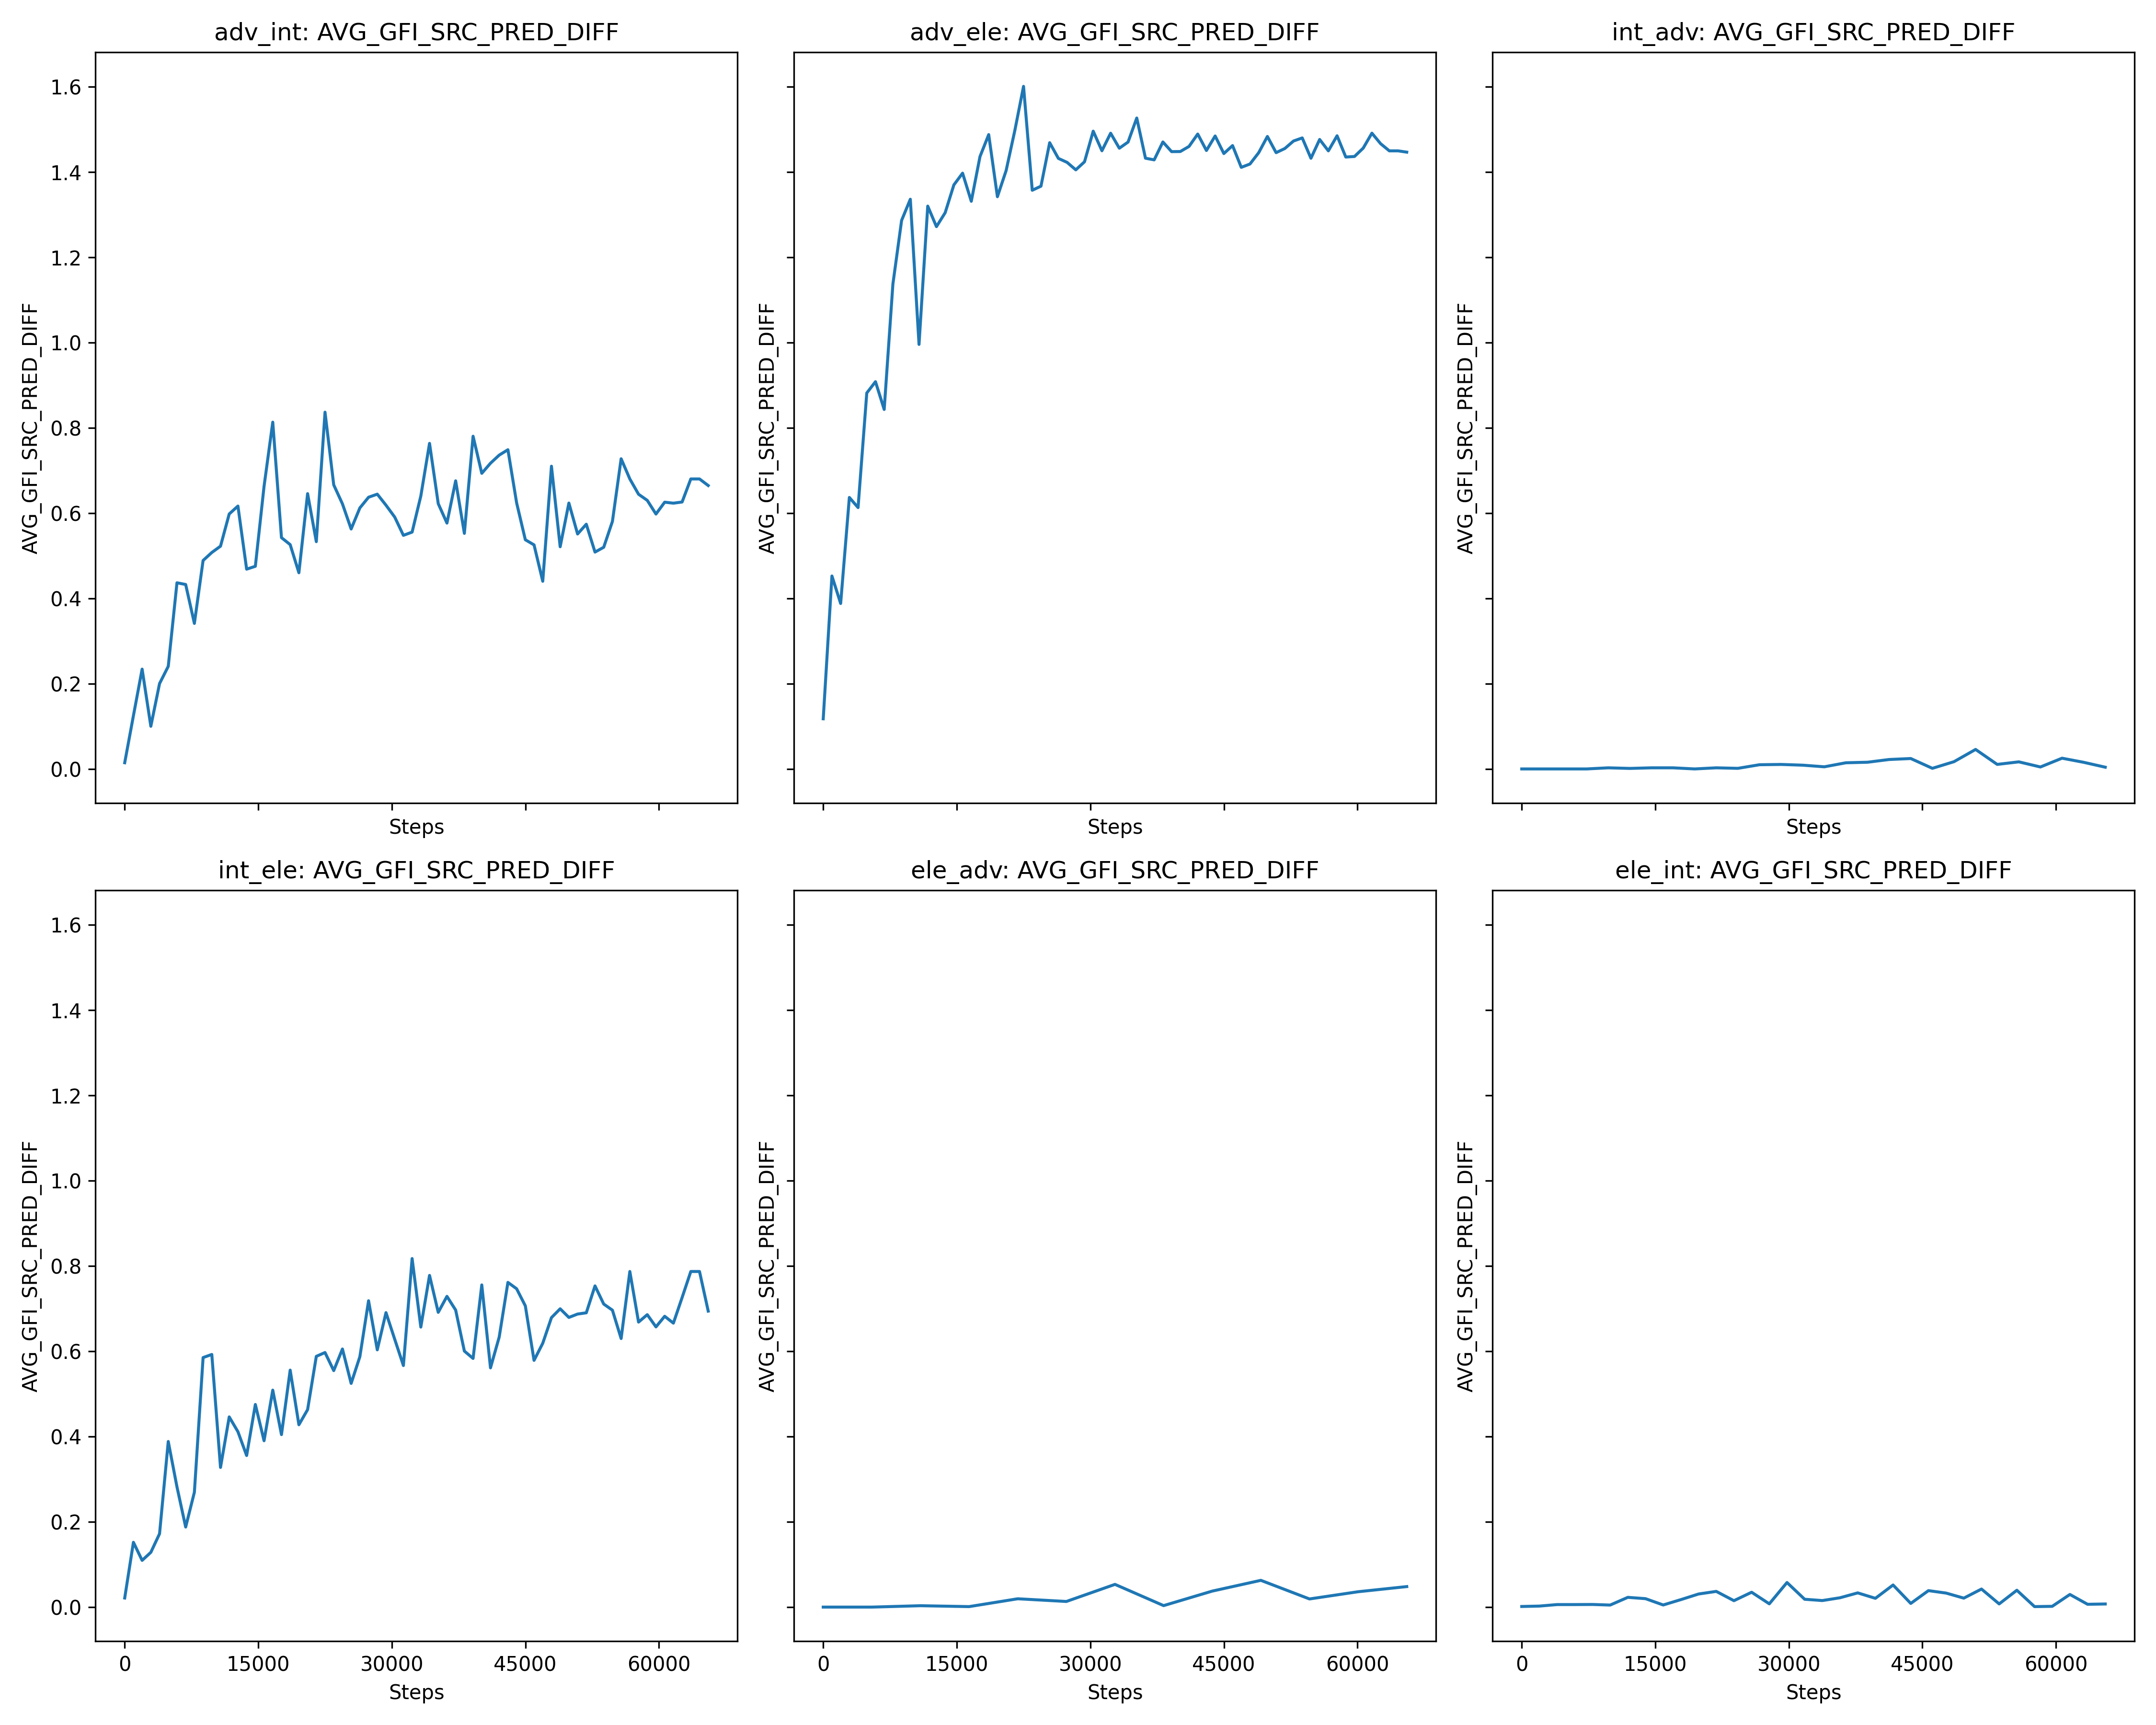 adv_int: AVG_GFI_SRC_PRED_DIFF
adv_ele: AVG_GFI_SRC_PRED_DIFF
int_adv: AVG_GFI_SRC_PRED_DIFF
AVG_GFI_SRC_PRED_DIFF
1.6
1.4
1.2
1.0
0.8
0.6
0.4
0.2
0.0
AVG_GFI_SRC_PRED_DIFF
AVG_GFI_SRC_PRED_DIFF
Steps
Steps
Steps
int_ele: AVG_GFI_SRC_PRED_DIFF
ele_adv: AVG_GFI_SRC_PRED_DIFF
ele_int: AVG_GFI_SRC_PRED_DIFF
AVG_GFI_SRC_PRED_DIFF
1.6
1.4
1.2
1.0
0.8
0.6
0.4
0.2
0.0
AVG_GFI_SRC_PRED_DIFF
AVG_GFI_SRC_PRED_DIFF
0 15000 30000 45000 60000
0 15000 30000 45000 60000
0 15000 30000 45000 60000
Steps
Steps
Steps